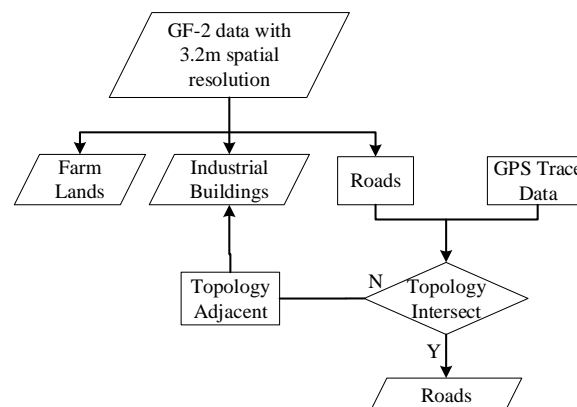 GF-2 data with
3.2m spatial
resolution
Farm
Lands
Industrial
Buildings
Roads
GPS Trace
Data
Topology
Adjacent
N
Topology
Intersect
Y
Roads